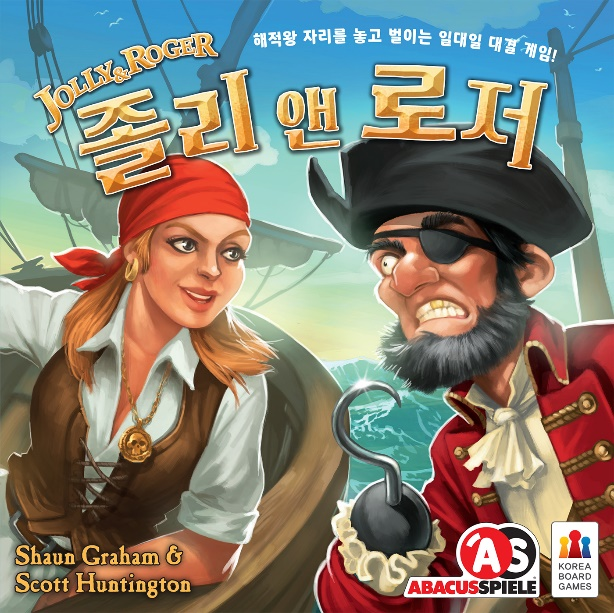 해적왕 자리를 놓고 벌이는 일대일 대결 게임!
JOLLY & ROGER
졸리 앤 로저
Shaun Graham &
Scott Huntington
AS
ABACUSSPIELE
KOREA
BOARD
GAMES